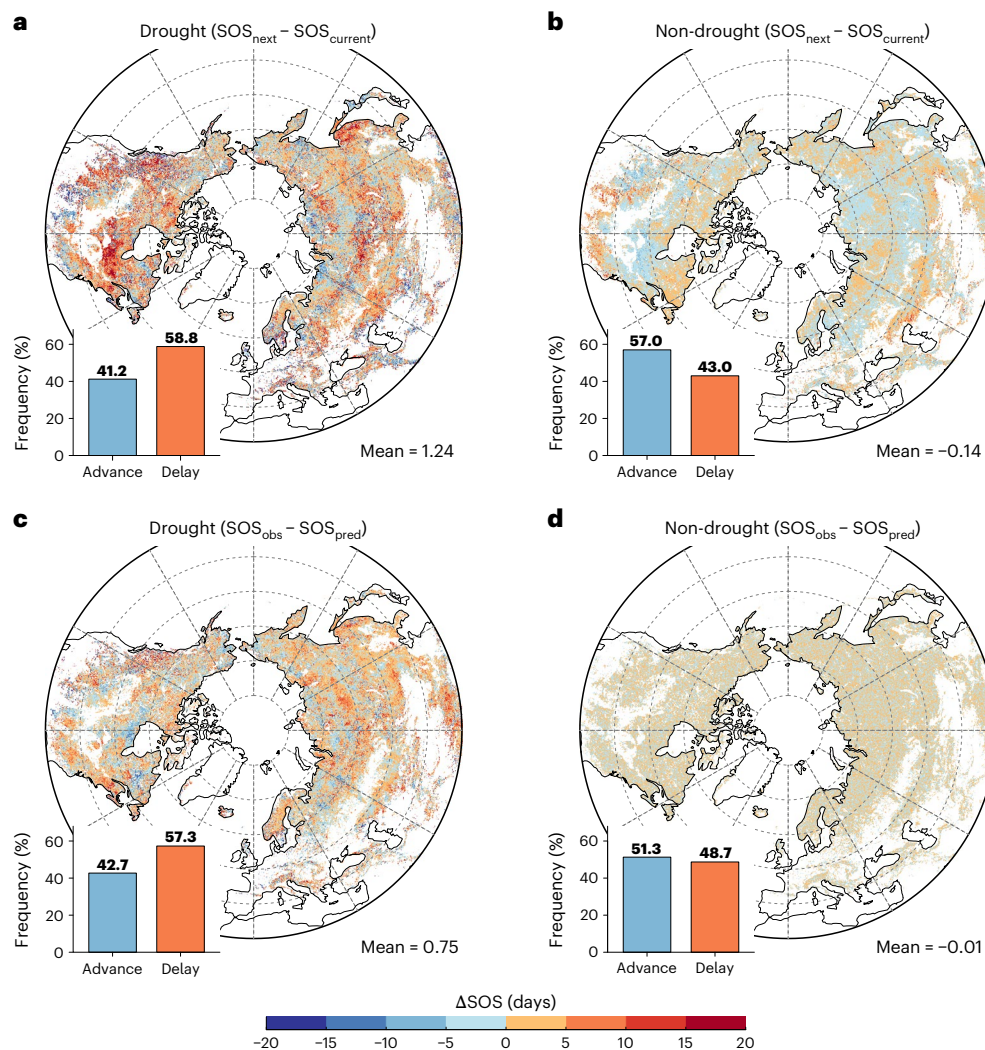 a
Drought (SOSnext – SOScurrent)
Frequency (%)
60
40
20
0
41.2
58.8
Advance
Delay
Mean = 1.24
b
Non-drought (SOSnext – SOScurrent)
Frequency (%)
60
40
20
0
57.0
43.0
Advance
Delay
Mean = −0.14
c
Drought (SOSobs – SOSpred)
Frequency (%)
60
40
20
0
42.7
57.3
Advance
Delay
Mean = 0.75
d
Non-drought (SOSobs – SOSpred)
Frequency (%)
60
40
20
0
51.3
48.7
Advance
Delay
Mean = −0.01
ΔSOS (days)
−20 −15 −10 −5 0 5 10 15 20